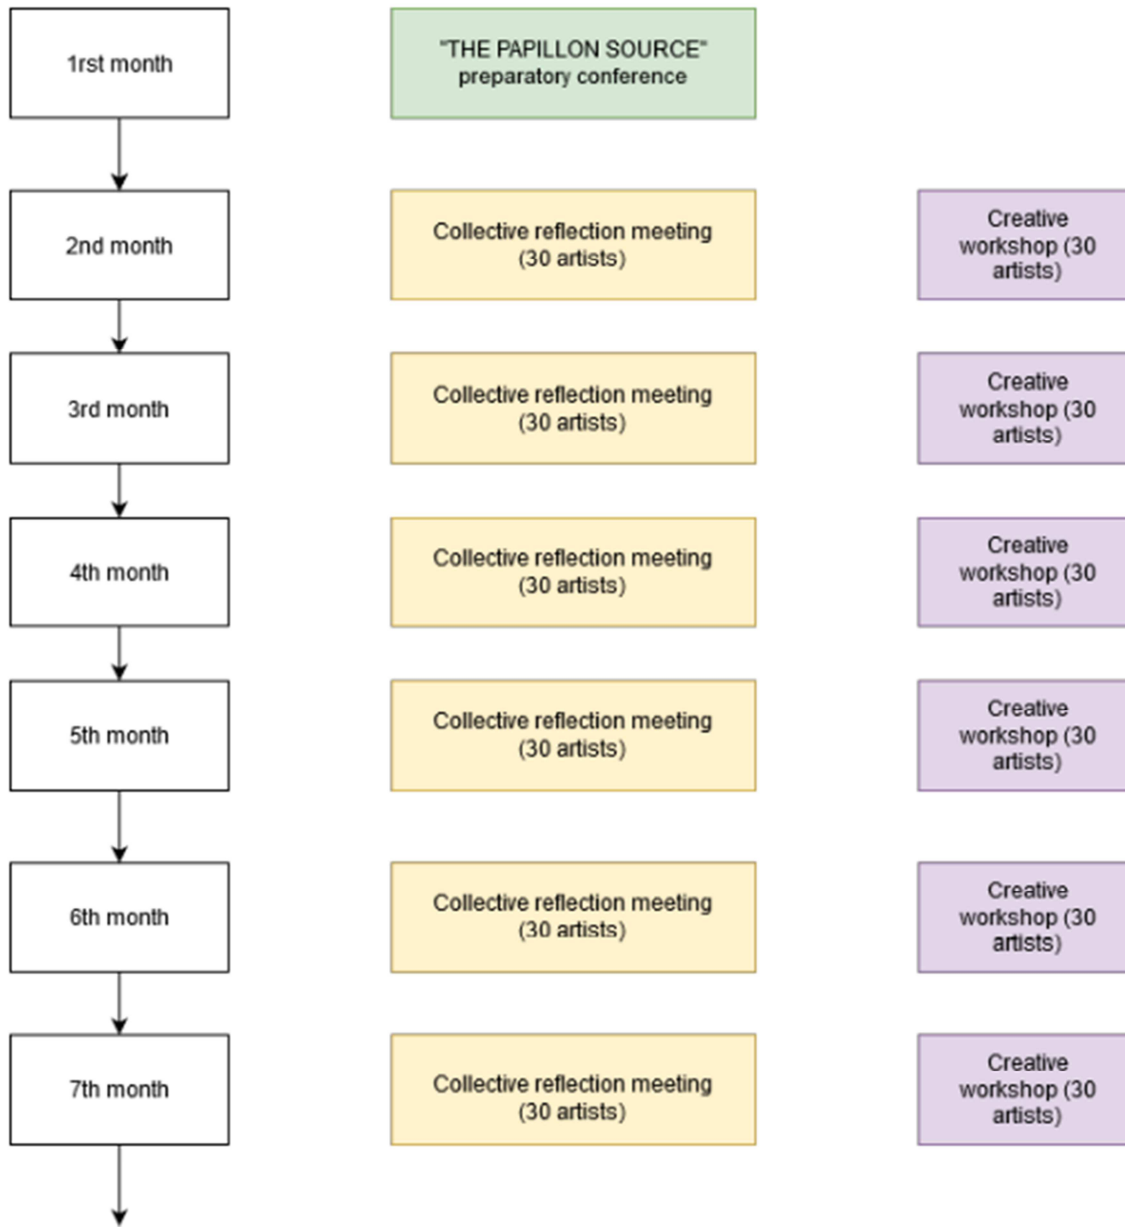 1rst month
"THE PAPILLON SOURCE"
preparatory conference
2nd month
Collective reflection meeting
(30 artists)
Creative
workshop (30
artists)
3rd month
Collective reflection meeting
(30 artists)
Creative
workshop (30
artists)
4th month
Collective reflection meeting
(30 artists)
Creative
workshop (30
artists)
5th month
Collective reflection meeting
(30 artists)
Creative
workshop (30
artists)
6th month
Collective reflection meeting
(30 artists)
Creative
workshop (30
artists)
7th month
Collective reflection meeting
(30 artists)
Creative
workshop (30
artists)